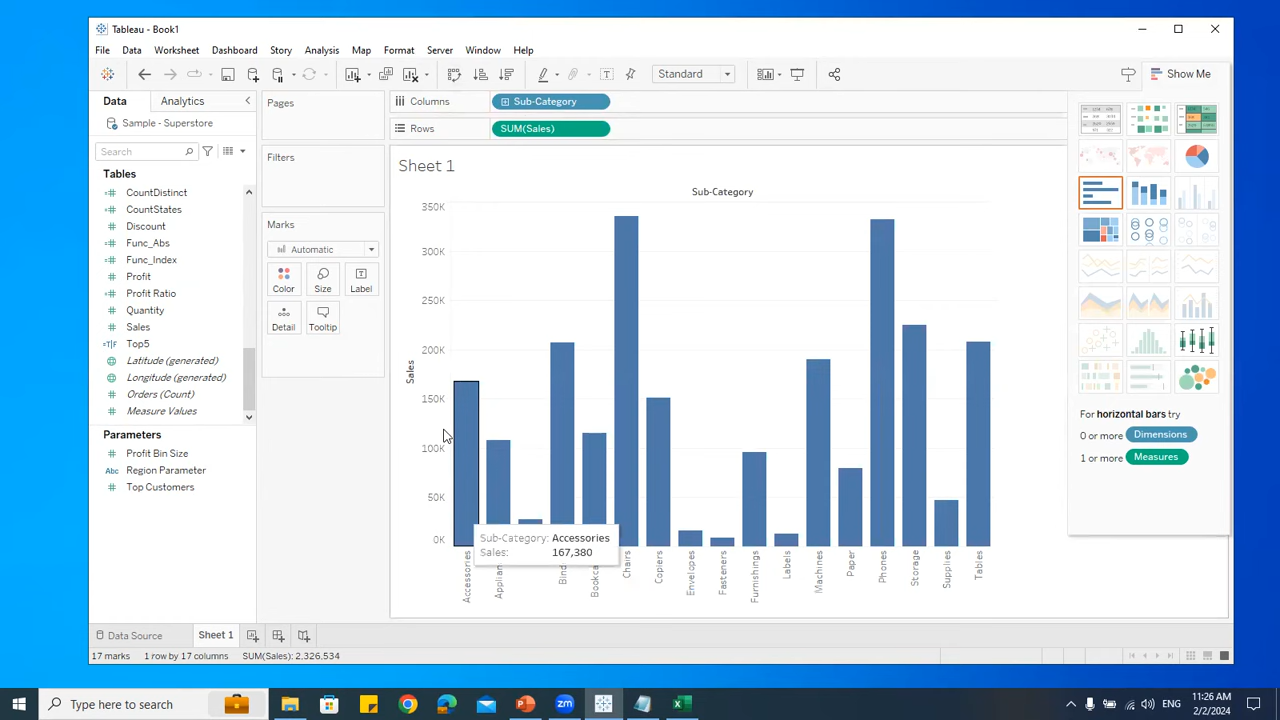 Tableau - Book1
File Data Worksheet Dashboard Story Analysis Map Format Server Window Help
Standard
Show Me
Data Analytics
Sample - Superstore
Search
Tables
CountDistinct
CountStates
Discount
Func_Abs
Func_Index
Profit
Profit Ratio
Quantity
Sales
Top5
Latitude (generated)
Longitude (generated)
Orders (Count)
Measure Values
Parameters
Profit Bin Size
Abc Region Parameter
Top Customers
Pages
Filters
Marks
Automatic
Color Size Label
Detail Tooltip
Columns Sub-Category
Rows SUM(Sales)
Sheet 1
Sub-Category
Sales
350K
300K
250K
200K
150K
100K
50K
0K
Sub-Category: Accessories
Sales: 167,380
Accessories
Applian
Bind
Bookca
Chairs
Copiers
Envelopes
Fasteners
Furnishings
Labels
Machines
Paper
Phones
Storage
Supplies
Tables
For horizontal bars try
0 or more Dimensions
1 or more Measures
Data Source Sheet 1
17 marks 1 row by 17 columns SUM(Sales): 2,326,534
Type here to search
ENG
11:26 AM
2/2/2024